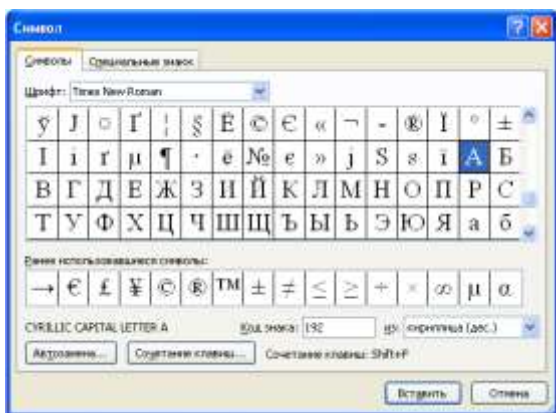 Символ
Символы Специальные знаки
Шрифт: Times New Roman
ў Ј ¤ Ґ ¦ § Ё © Є « ¬ - ® Ї ° ±
І і ґ µ ¶ · ё № є » ј Ѕ ѕ ї А Б
В Г Д Е Ж З И Й К Л М Н О П Р С
Т У Ф Х Ц Ч Ш Щ Ъ Ы Ь Э Ю Я а б
Ранее использовавшиеся символы:
→ € £ ¥ © ® ™ ± ≠ ≤ ≥ ÷ × ∞ µ α
CYRILLIC CAPITAL LETTER A Код знака: 192 из: кириллица (дес.)
Автозамена... Сочетание клавиш... Сочетание клавиш: Shift+F
Вставить Отмена